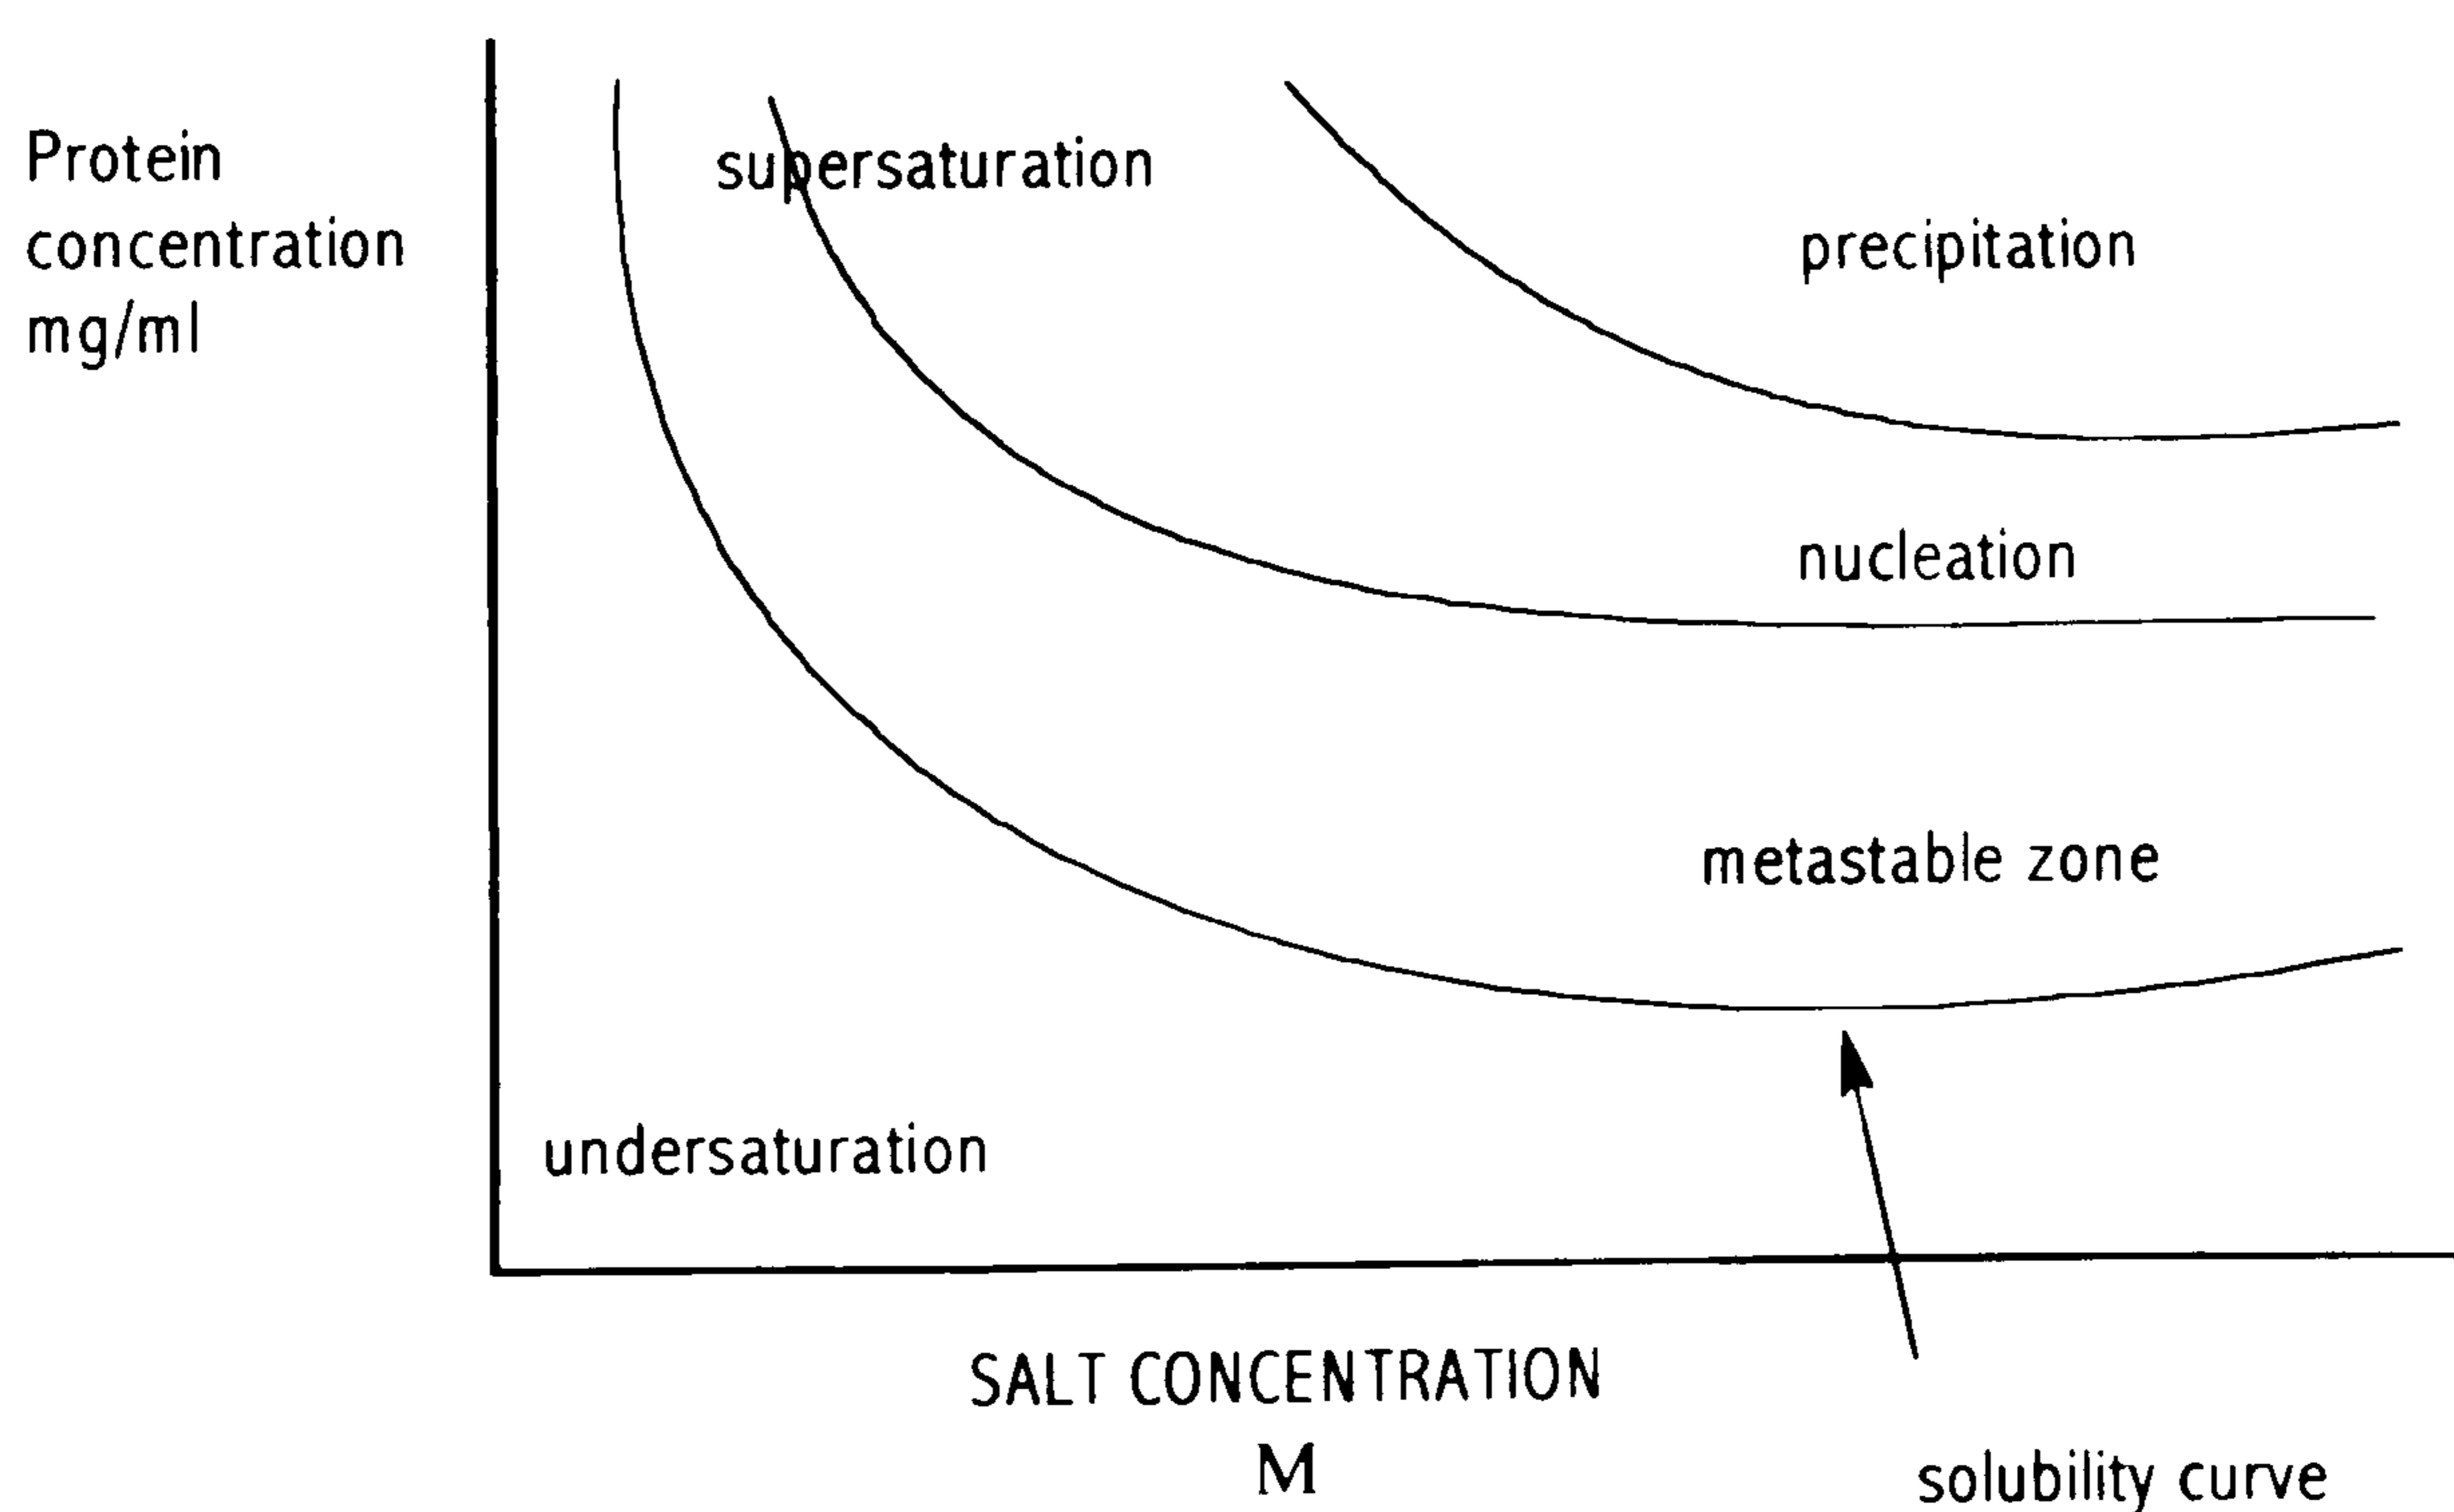 Protein
concentration
mg/ml
supersaturation
precipitation
nucleation
metastable zone
undersaturation
SALT CONCENTRATION
M
solubility curve